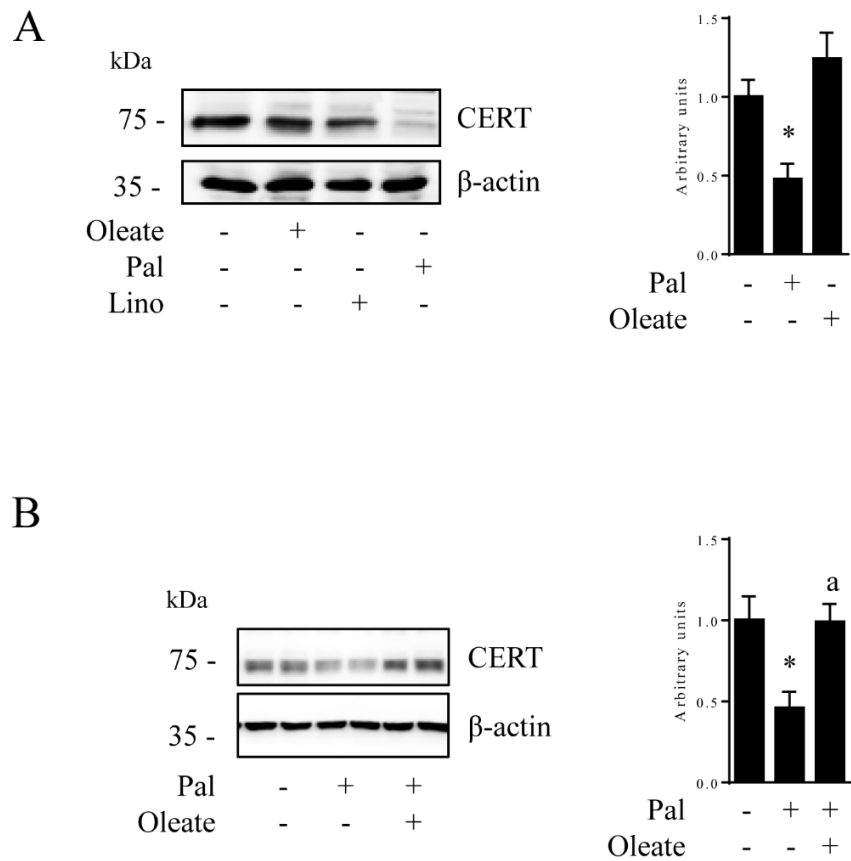 A
kDa
75 -
CERT
35 -
β-actin
Oleate - + - -
Pal - - - +
Lino - - + -
1.5
1.0
0.5
0.0
Arbitrary units
*
Pal - + -
Oleate - - +
B
kDa
75 -
CERT
35 -
β-actin
Pal - + +
Oleate - - +
1.5
1.0
0.5
0.0
Arbitrary units
*
a
Pal - + +
Oleate - - +